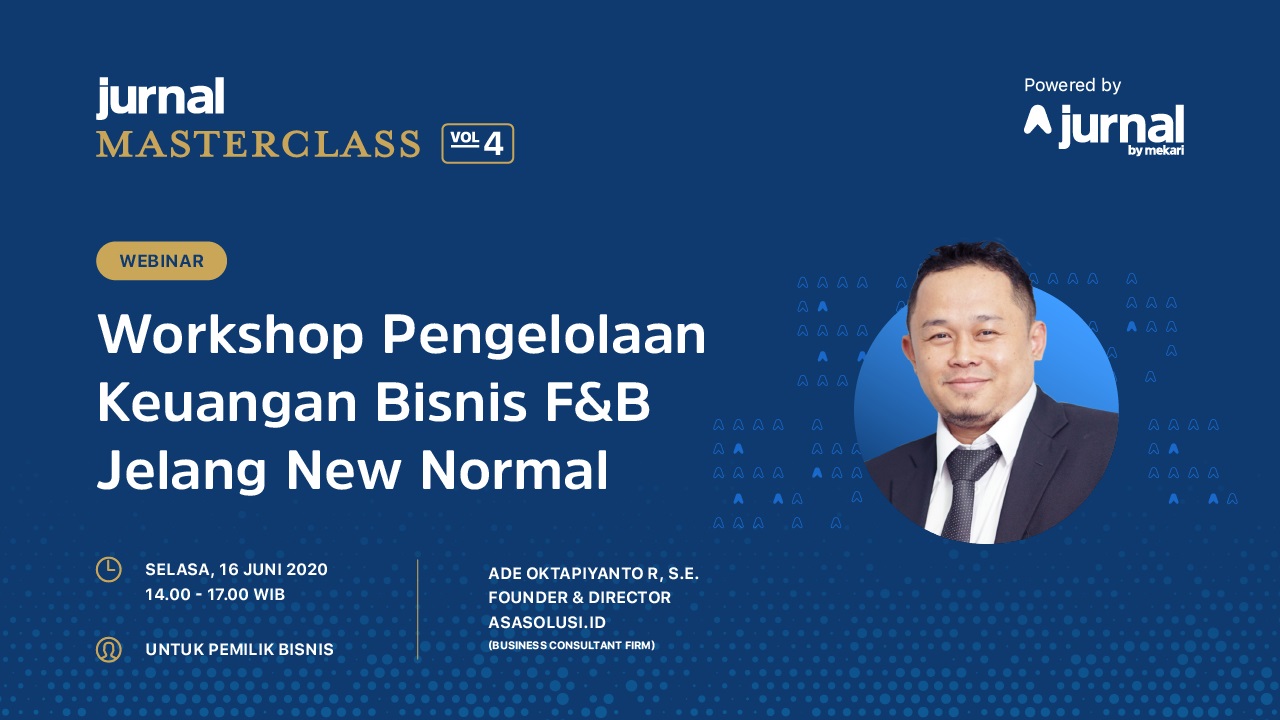 jurnal
MASTERCLASS VOL 4
Powered by
jurnal
by mekari
WEBINAR
Workshop Pengelolaan
Keuangan Bisnis F&B
Jelang New Normal
SELASA, 16 JUNI 2020
14.00 - 17.00 WIB
UNTUK PEMILIK BISNIS
ADE OKTAPIYANTO R, S.E.
FOUNDER & DIRECTOR
ASASOLUSI.ID
(BUSINESS CONSULTANT FIRM)